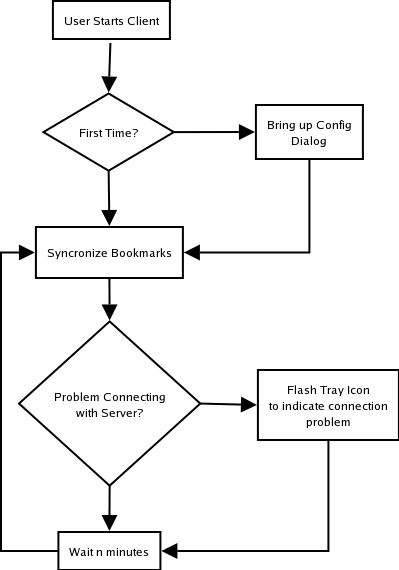 User Starts Client
First Time?
Bring up Config
Dialog
Syncronize Bookmarks
Problem Connecting
with Server?
Flash Tray Icon
to indicate connection
problem
Wait n minutes